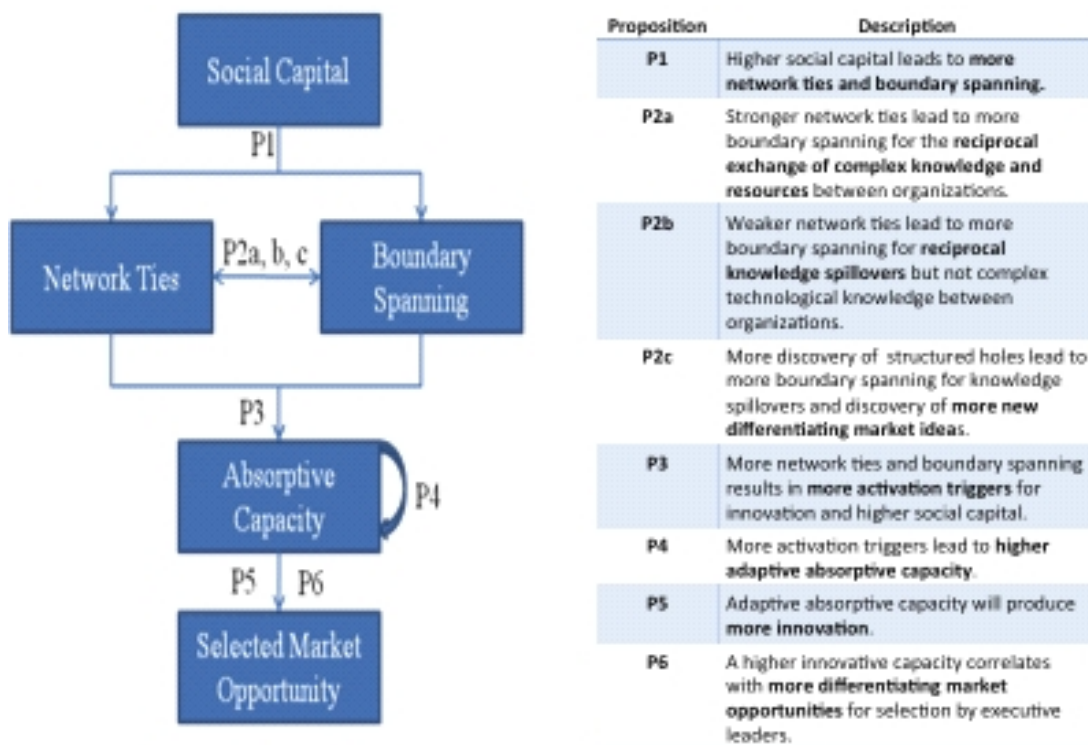 Social Capital
P1
Network Ties
P2a, b, c
Boundary
Spanning
P3
Absorptive
Capacity
P4
P5 P6
Selected Market
Opportunity
Proposition Description
P1 Higher social capital leads to more
network ties and boundary spanning.
P2a Stronger network ties lead to more
boundary spanning for the reciprocal
exchange of complex knowledge and
resources between organizations.
P2b Weaker network ties lead to more
boundary spanning for reciprocal
knowledge spillovers but not complex
technological knowledge between
organizations.
P2c More discovery of structured holes lead to
more boundary spanning for knowledge
spillovers and discovery of more new
differentiating market ideas.
P3 More network ties and boundary spanning
results in more activation triggers for
innovation and higher social capital.
P4 More activation triggers lead to higher
adaptive absorptive capacity.
P5 Adaptive absorptive capacity will produce
more innovation.
P6 A higher innovative capacity correlates
with more differentiating market
opportunities for selection by executive
leaders.